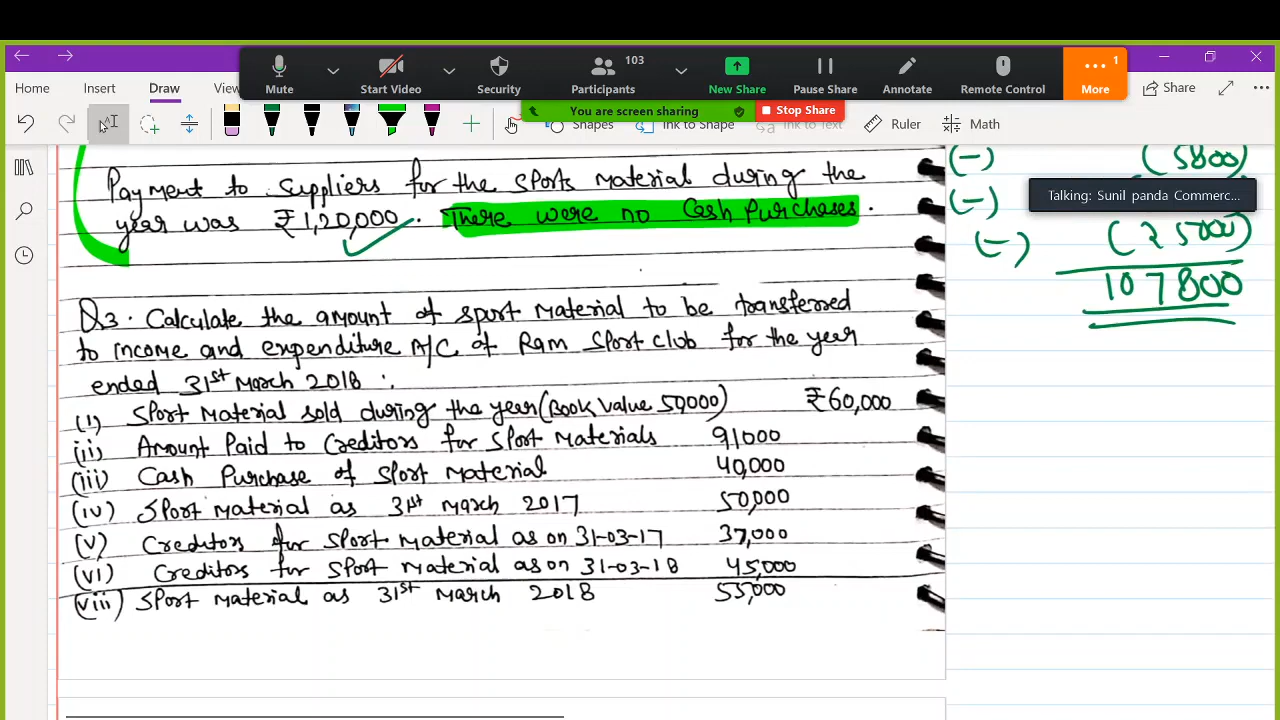 103
1
Mute
Start Video
Security
Participants
New Share
Pause Share
Annotate
Remote Control
More
Home
Insert
Draw
View
You are screen sharing
Stop Share
Share
Shapes
Ink to Shape
Ink to Text
Ruler
Math
Payment to suppliers for the sports material during the
year was ₹1,20,000. There were no Cash Purchases.
Q3. Calculate the amount of sport material to be transferred
to income and expenditure A/C of Ram Sport club for the year
ended 31st March 2018:
(i) Sport Material sold during the year (Book Value 50,000) ₹60,000
(ii) Amount Paid to Creditors for Sport Materials 91000
(iii) Cash Purchase of Sport Material 40,000
(iv) Sport material as 31st March 2017 50,000
(v) Creditors for Sport Material as on 31-03-17 37,000
(vi) Creditors for Sport Material as on 31-03-18 45,000
(viii) Sport Material as 31st March 2018 55,000
(-) (5800)
Talking: Sunil panda Commerc...
(-)
(-) (₹5000)
107800